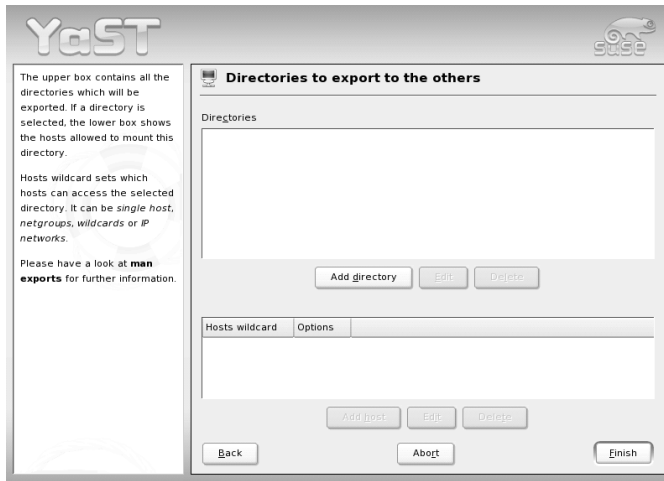 YaST
SUSE
The upper box contains all the
directories which will be
exported. If a directory is
selected, the lower box shows
the hosts allowed to mount this
directory.
Hosts wildcard sets which
hosts can access the selected
directory. It can be single host,
netgroups, wildcards or IP
networks.
Please have a look at man
exports for further information.
Directories to export to the others
Directories
Add directory Edit Delete
Hosts wildcard Options
Add host Edit Delete
Back Abort Finish